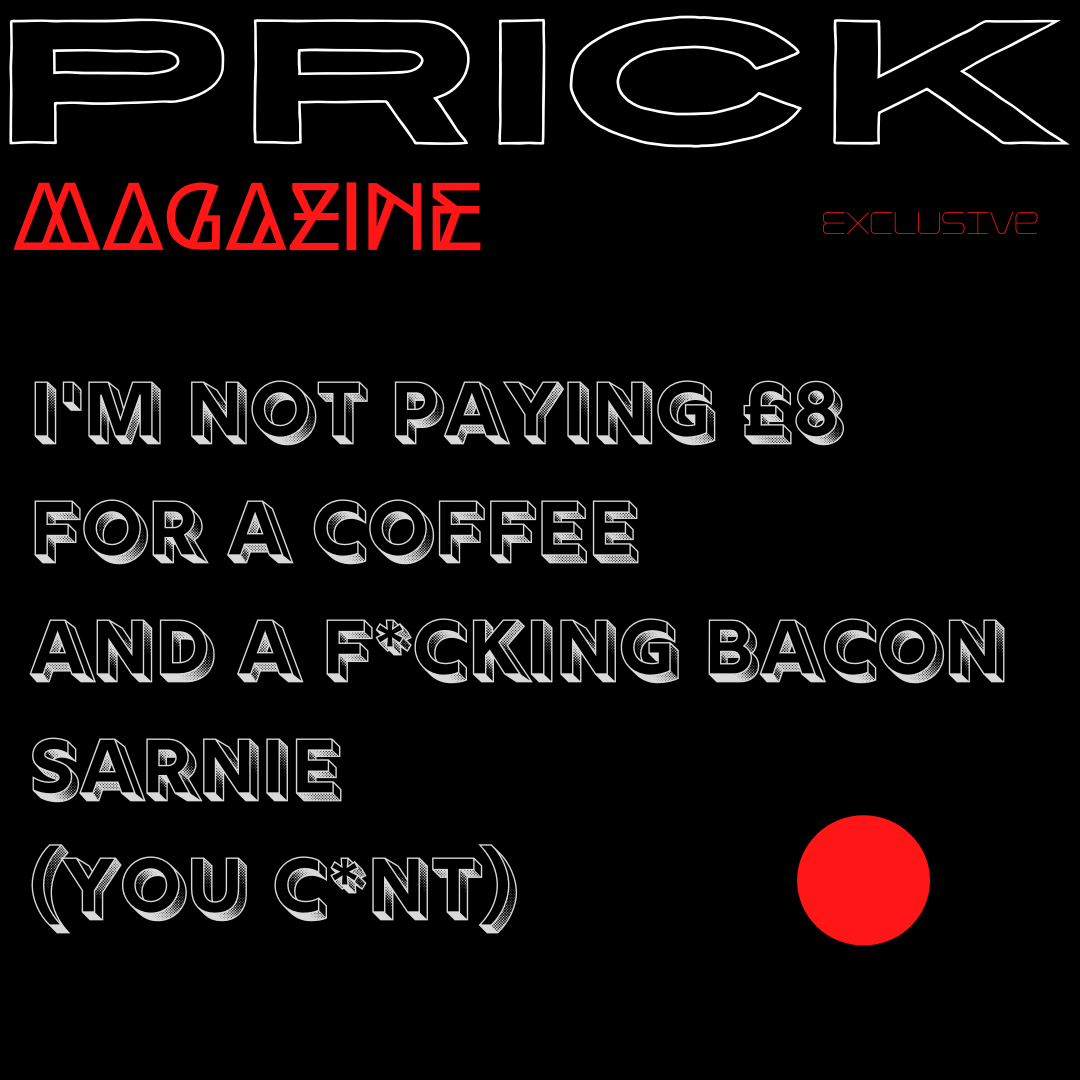 PRICK
MAGAZINE
EXCLUSIVE
I'M NOT PAYING £8
FOR A COFFEE
AND A F*CKING BACON
SARNIE
(YOU C*NT)